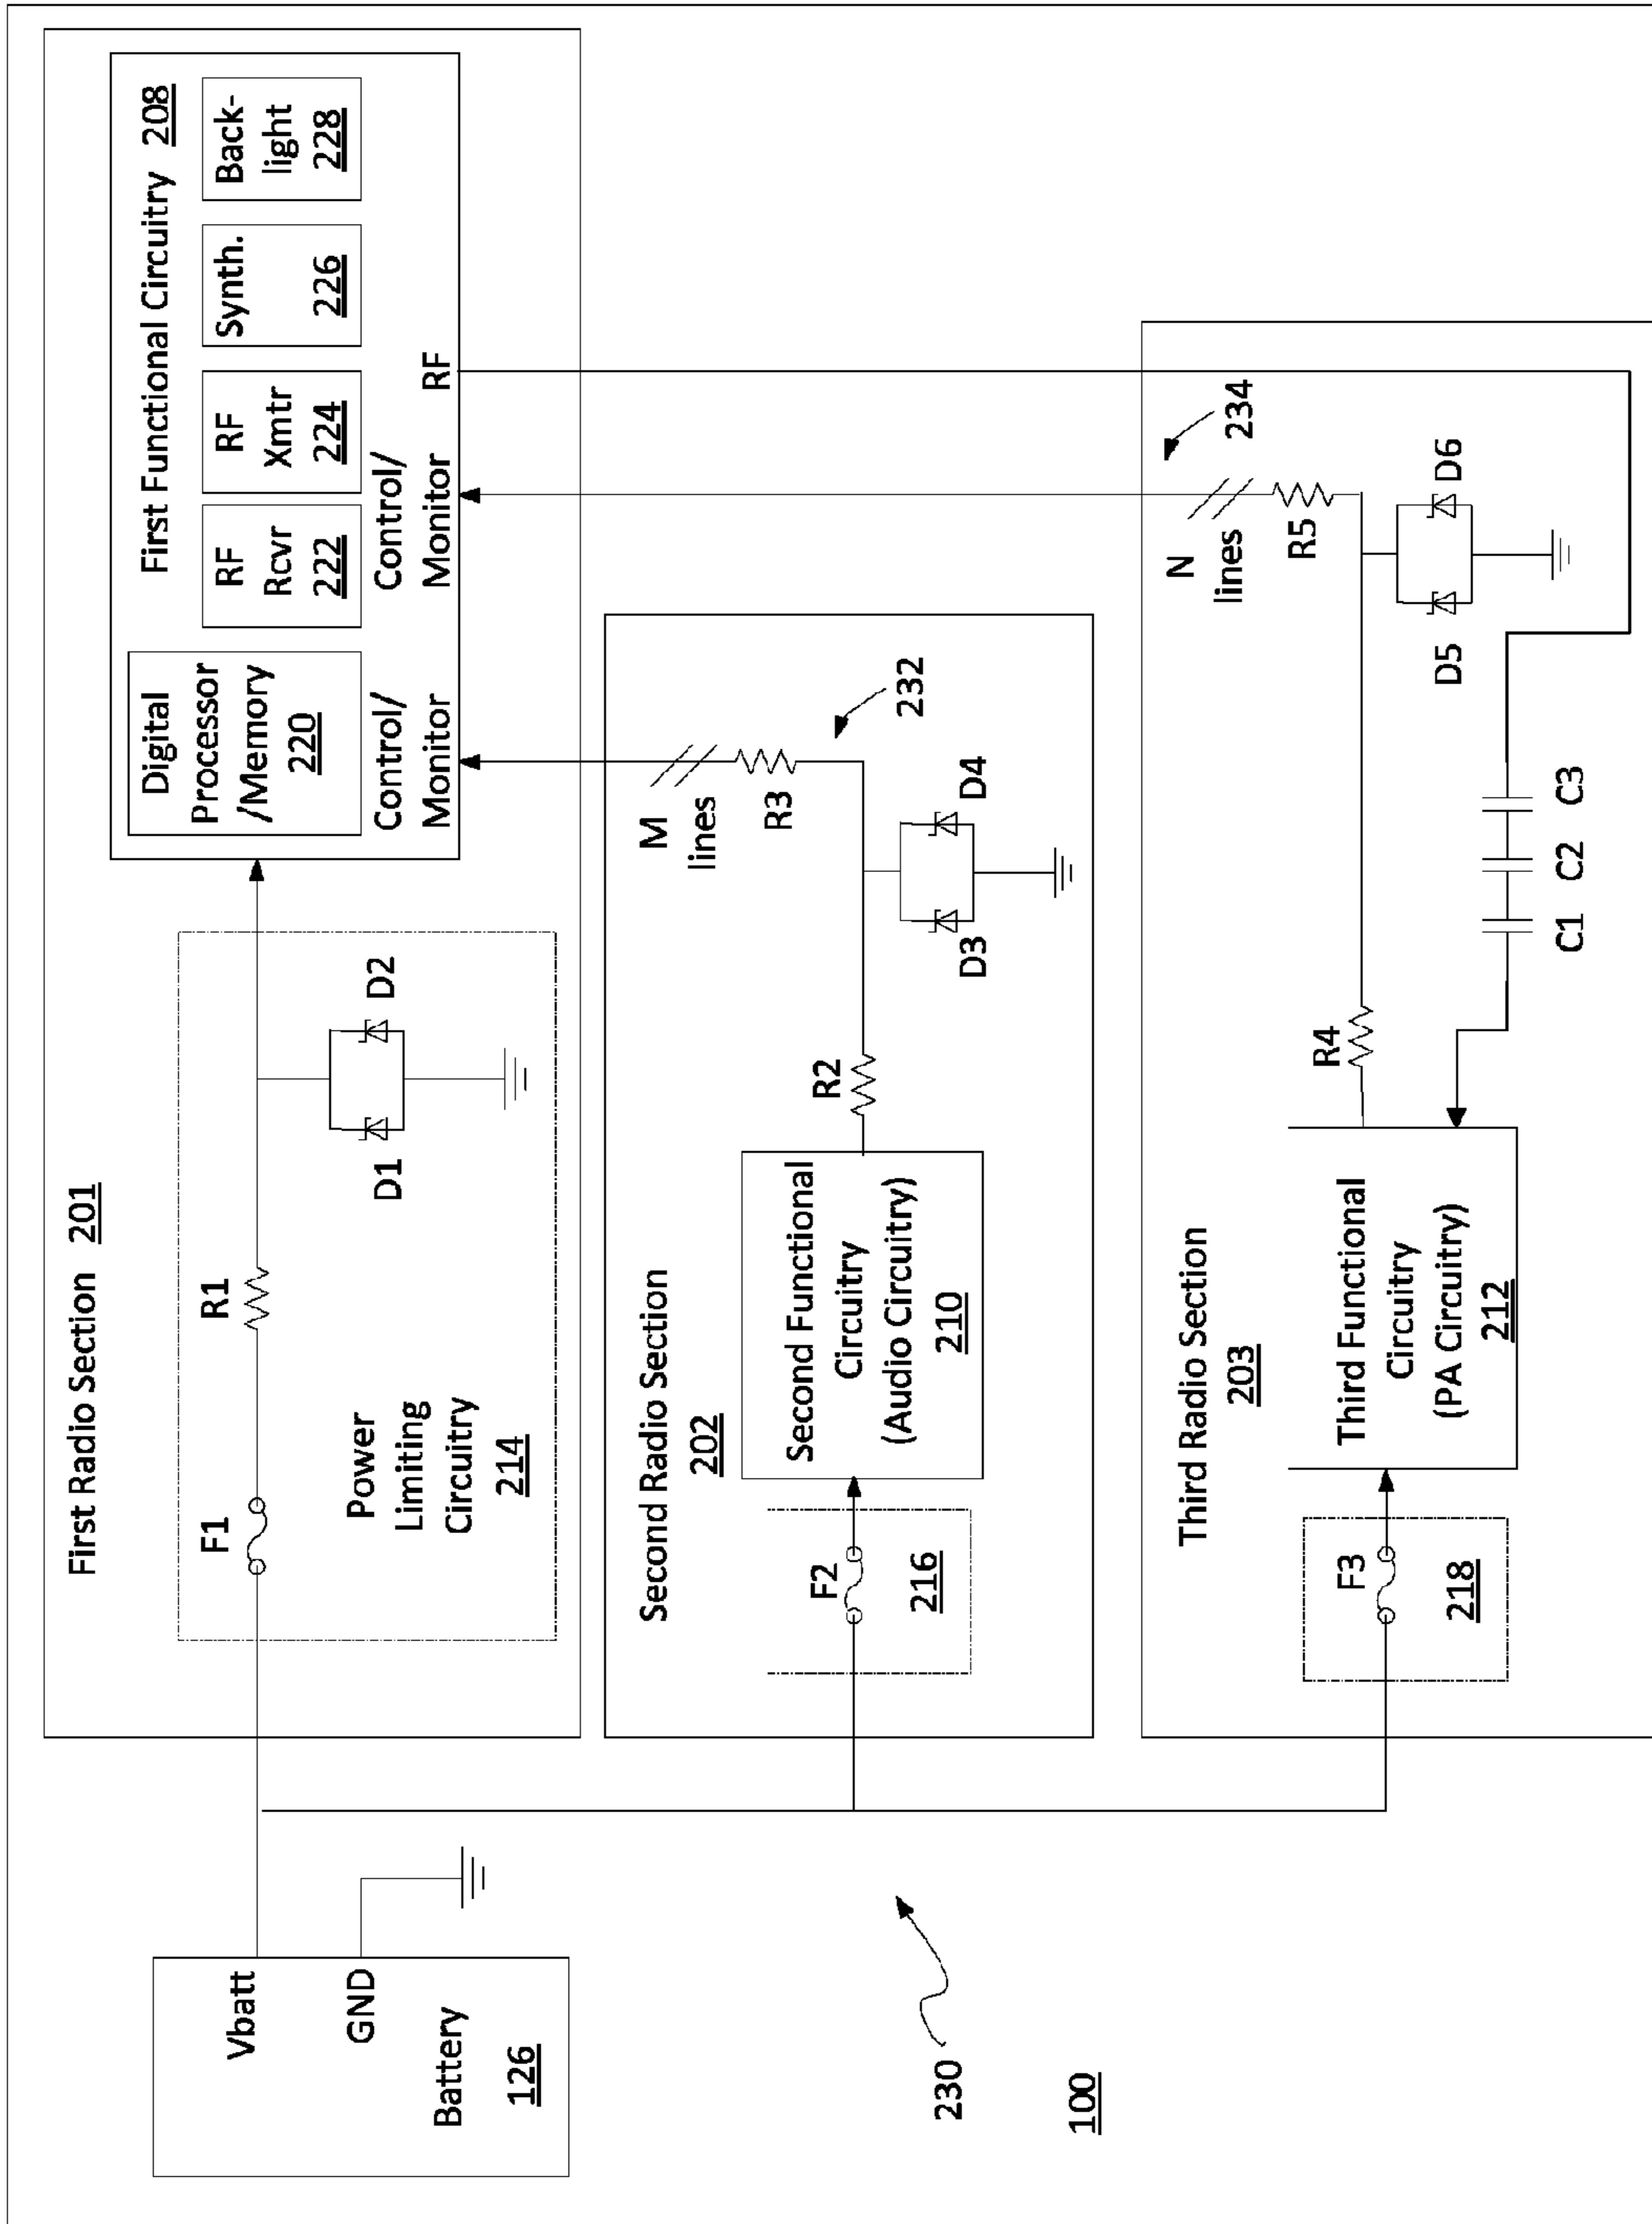 First Radio Section 201
F1
R1
D1
D2
Power
Limiting
Circuitry
214
First Functional Circuitry 208
Digital
Processor
/Memory
220
RF
Rcvr
222
RF
Xmtr
224
Synth.
226
Back-
light
228
Control/
Monitor
Control/
Monitor
RF
Vbatt
GND
Battery
126
Second Radio Section
202
F2
216
Second Functional
Circuitry
(Audio Circuitry)
210
R2
D3
D4
M
lines
R3
232
Third Radio Section
203
F3
218
Third Functional
Circuitry
(PA Circuitry)
212
R4
C1
C2
C3
D5
D6
N
lines
R5
234
230
100